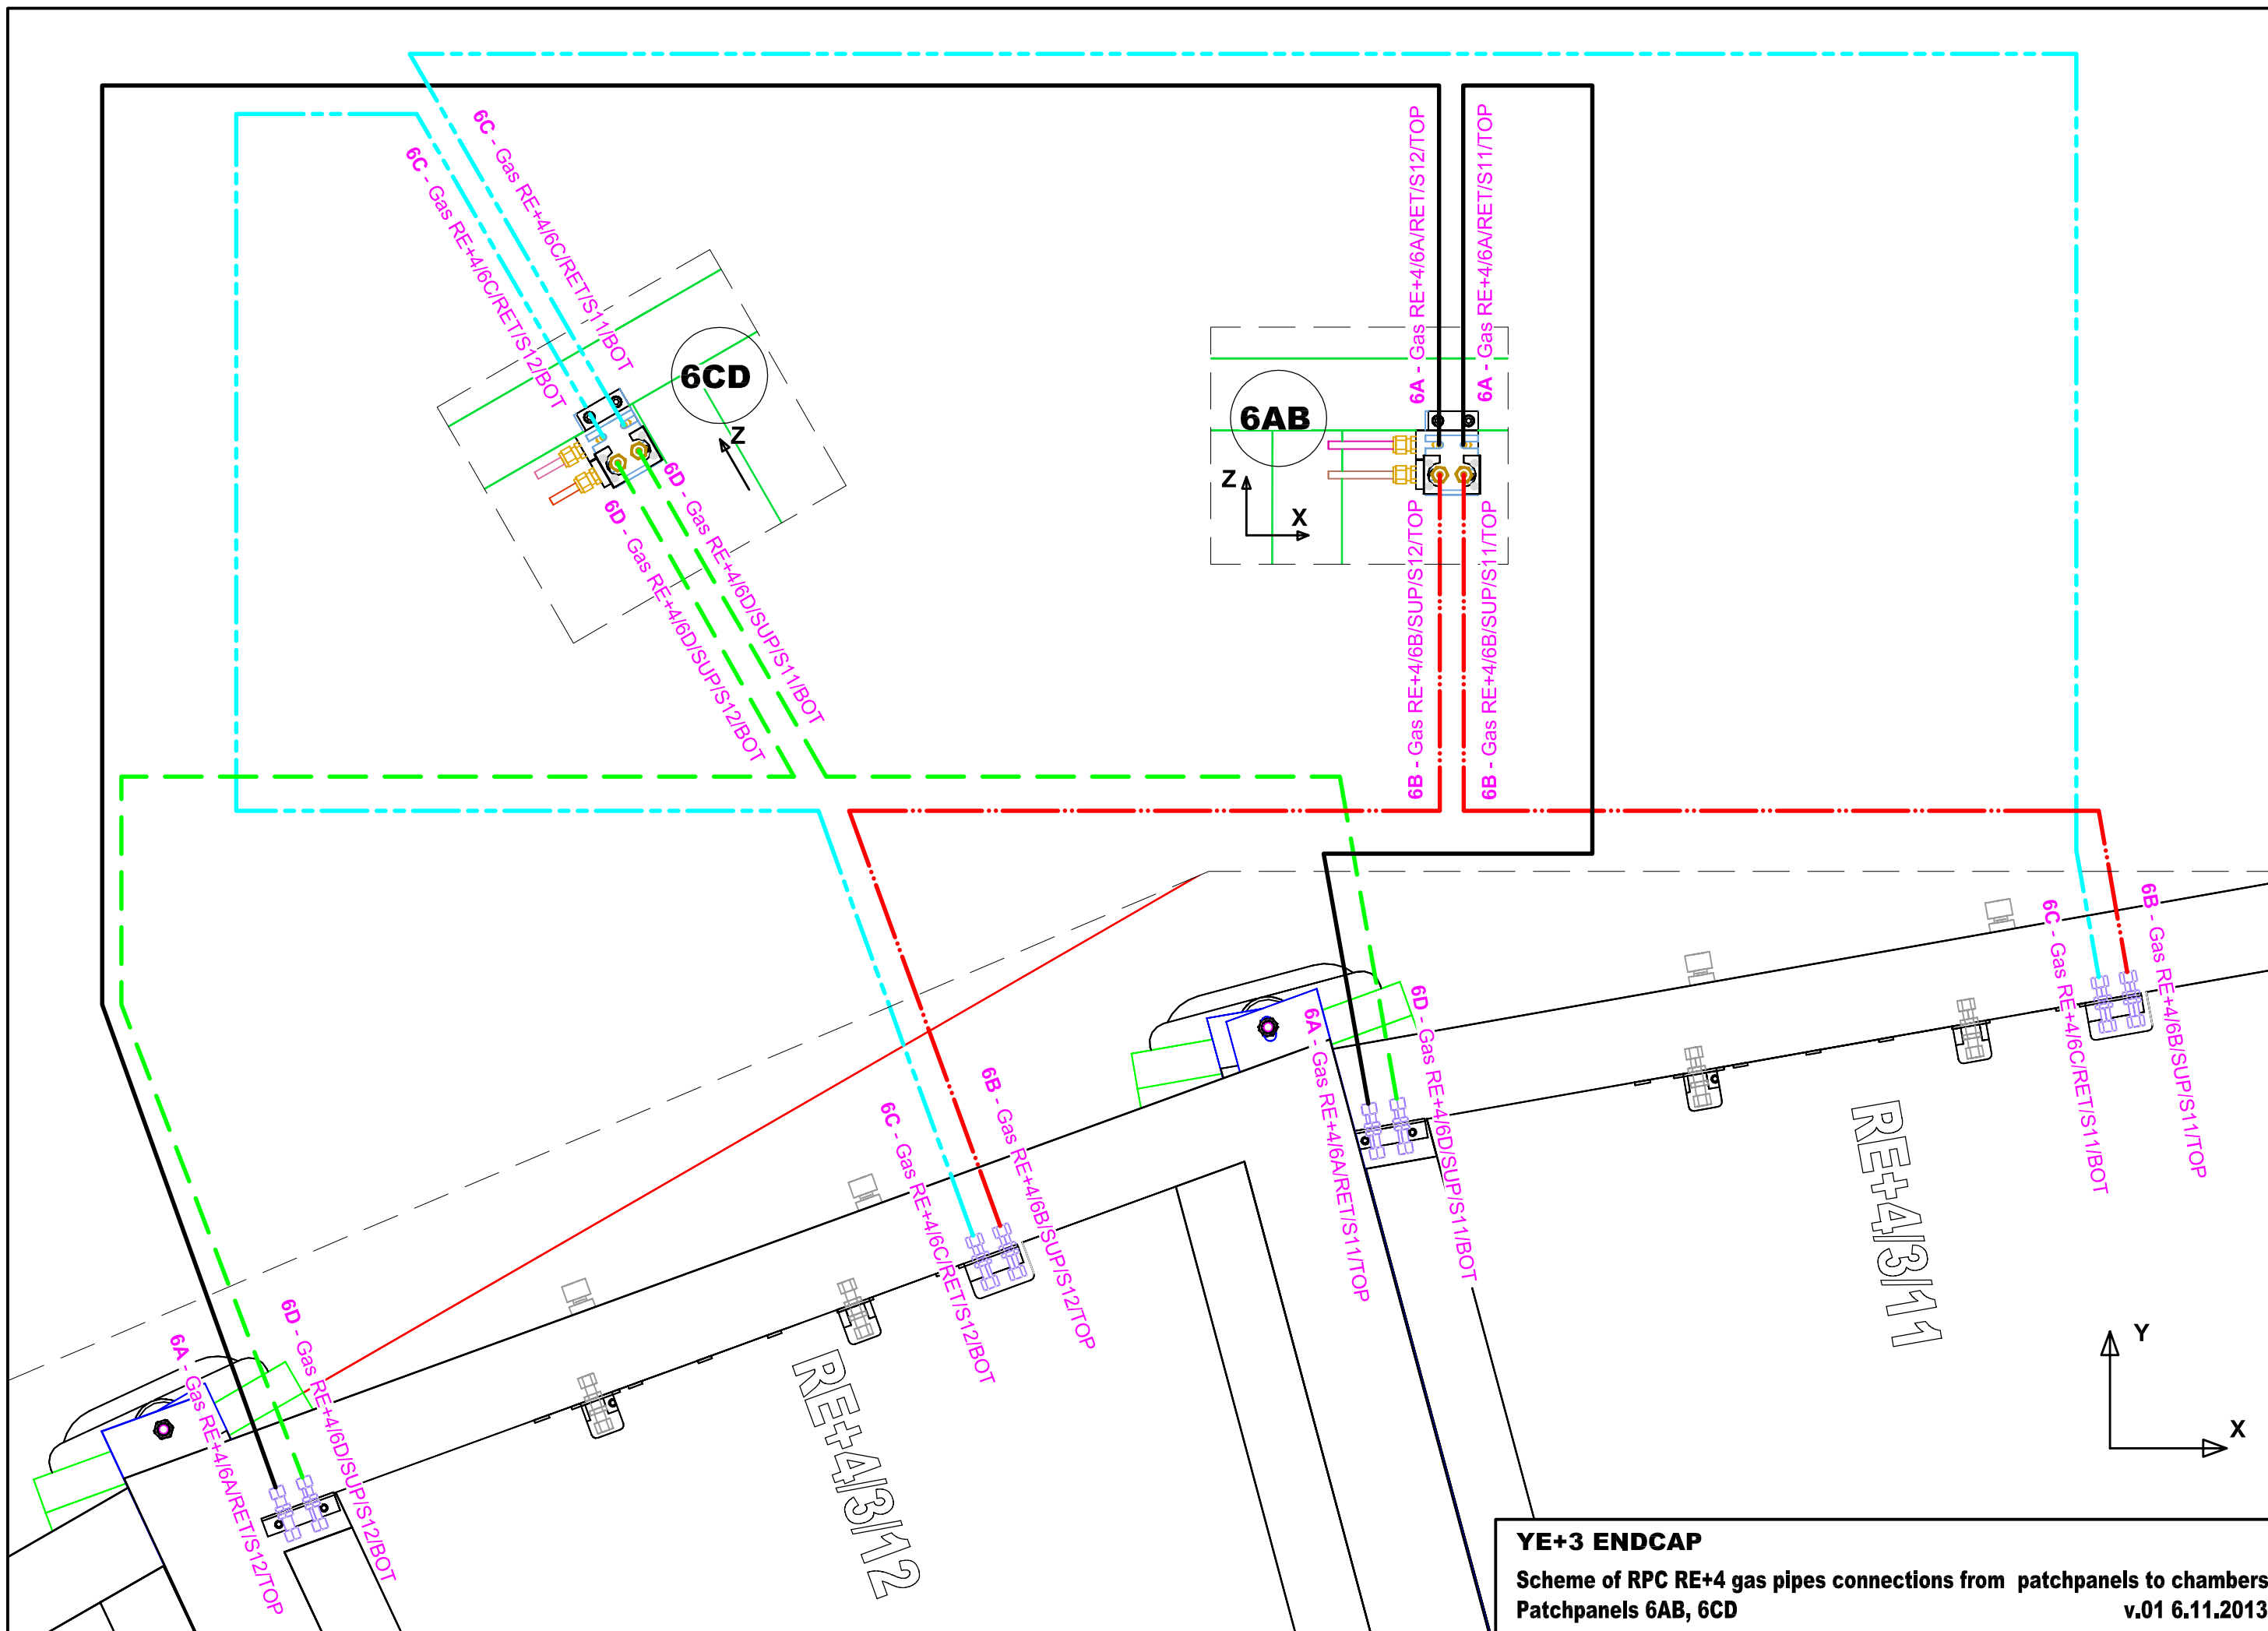 6C - Gas RE+4/6C/RET/S11/BOT
6C - Gas RE+4/6C/RET/S12/BOT
6A - Gas RE+4/6A/RET/S12/TOP
6A - Gas RE+4/6A/RET/S11/TOP
6CD
Z
6AB
Z
X
6D - Gas RE+4/6D/SUP/S11/BOT
6D - Gas RE+4/6D/SUP/S12/BOT
6B - Gas RE+4/6B/SUP/S12/TOP
6B - Gas RE+4/6B/SUP/S11/TOP
6C - Gas RE+4/6C/RET/S11/BOT
6B - Gas RE+4/6B/SUP/S11/TOP
6A - Gas RE+4/6A/RET/S11/TOP
6D - Gas RE+4/6D/SUP/S11/BOT
6C - Gas RE+4/6C/RET/S12/BOT
6B - Gas RE+4/6B/SUP/S12/TOP
RE+4/3/11
6A - Gas RE+4/6A/RET/S12/TOP
6D - Gas RE+4/6D/SUP/S12/BOT
RE+4/3/12
Y
X
YE+3 ENDCAP
Scheme of RPC RE+4 gas pipes connections from patchpanels to chambers
Patchpanels 6AB, 6CD v.01 6.11.2013